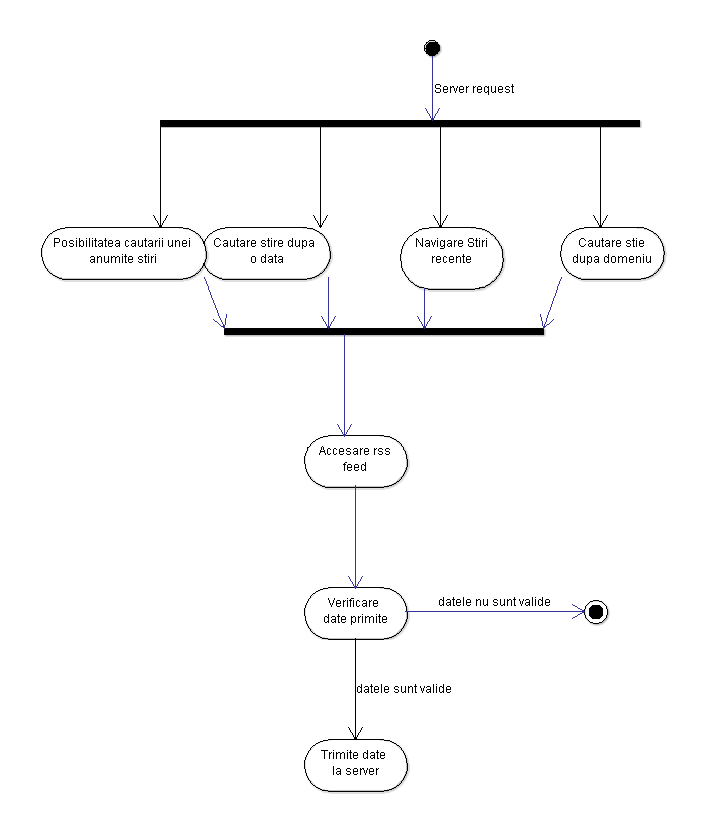 Server request
Posibilitatea cautarii unei
anumite stiri
Cautare stire dupa
o data
Navigare Stiri
recente
Cautare stie
dupa domeniu
Accesare rss
feed
Verificare
date primite
datele nu sunt valide
datele sunt valide
Trimite date
la server